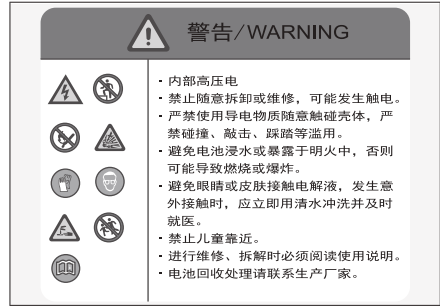 警告/WARNING
· 内部高压电
· 禁止随意拆卸或维修，可能发生触电。
· 严禁使用导电物质随意触碰壳体，严
禁碰撞、敲击、踩踏等滥用。
· 避免电池浸水或暴露于明火中，否则
可能导致燃烧或爆炸。
· 避免眼睛或皮肤接触电解液，发生意
外接触时，应立即用清水冲洗并及时
就医。
· 禁止儿童靠近。
· 进行维修、拆解时必须阅读使用说明。
· 电池回收处理请联系生产厂家。